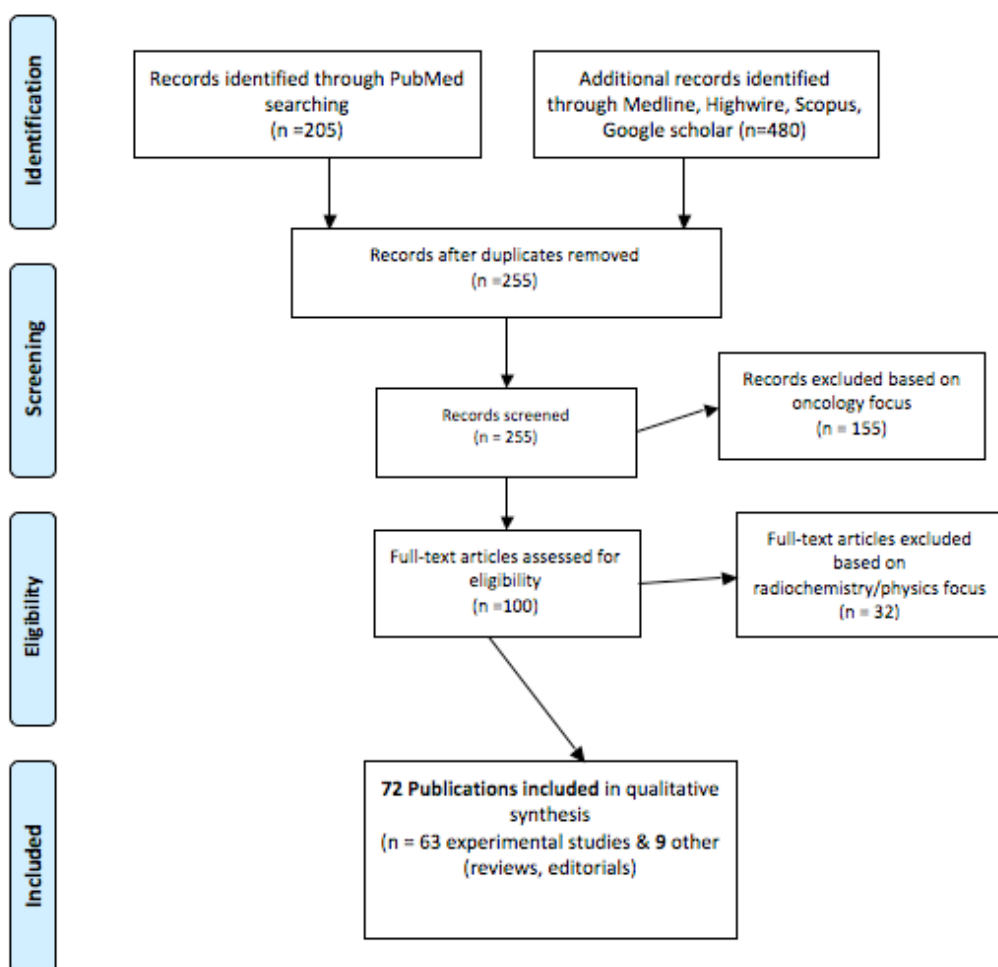 Identification
Records identified through PubMed
searching
(n =205)
Additional records identified
through Medline, Highwire, Scopus,
Google scholar (n=480)
Records after duplicates removed
(n =255)
Screening
Records screened
(n = 255)
Records excluded based on
oncology focus
(n = 155)
Eligibility
Full-text articles assessed for
eligibility
(n =100)
Full-text articles excluded
based on
radiochemistry/physics focus
(n = 32)
Included
72 Publications included in qualitative
synthesis
(n = 63 experimental studies & 9 other
(reviews, editorials)